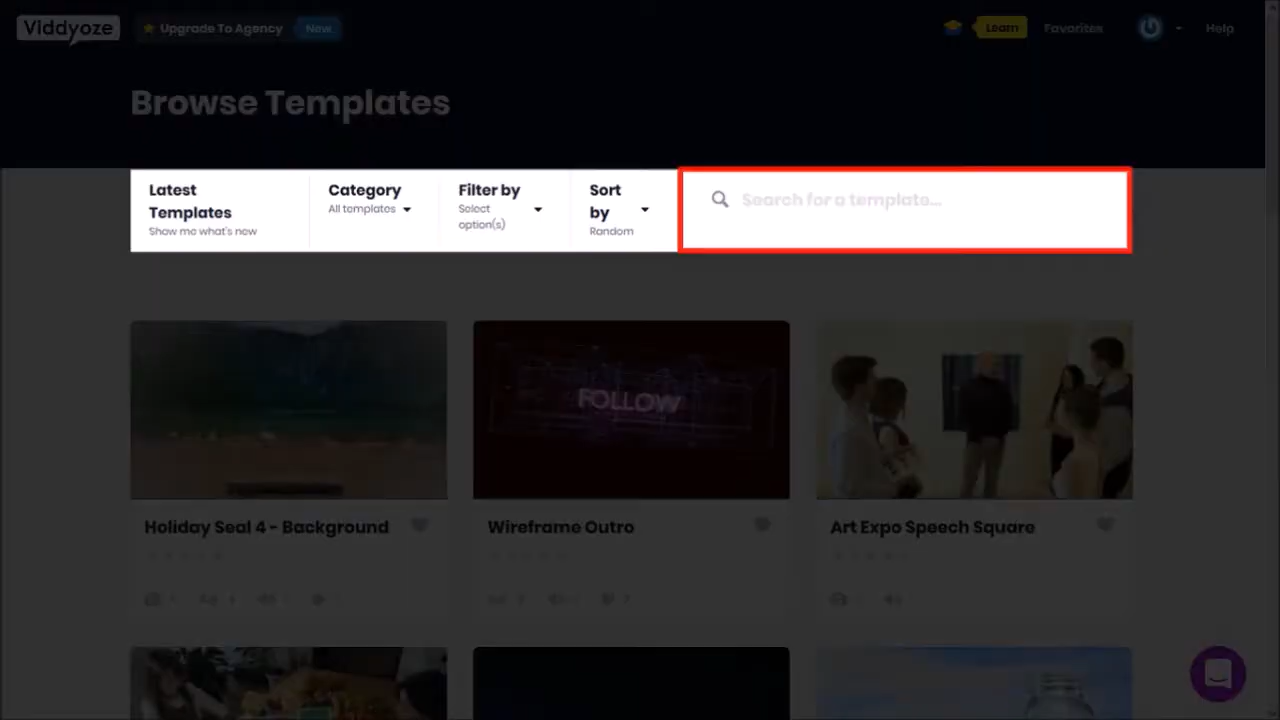 Viddyoze
Upgrade To Agency
New
Learn
Favorites
Help
Browse Templates
Latest
Templates
Show me what's new
Category
All templates
Filter by
Select
option(s)
Sort
by
Random
Search for a template...
FOLLOW
Holiday Seal 4 - Background
Wireframe Outro
Art Expo Speech Square